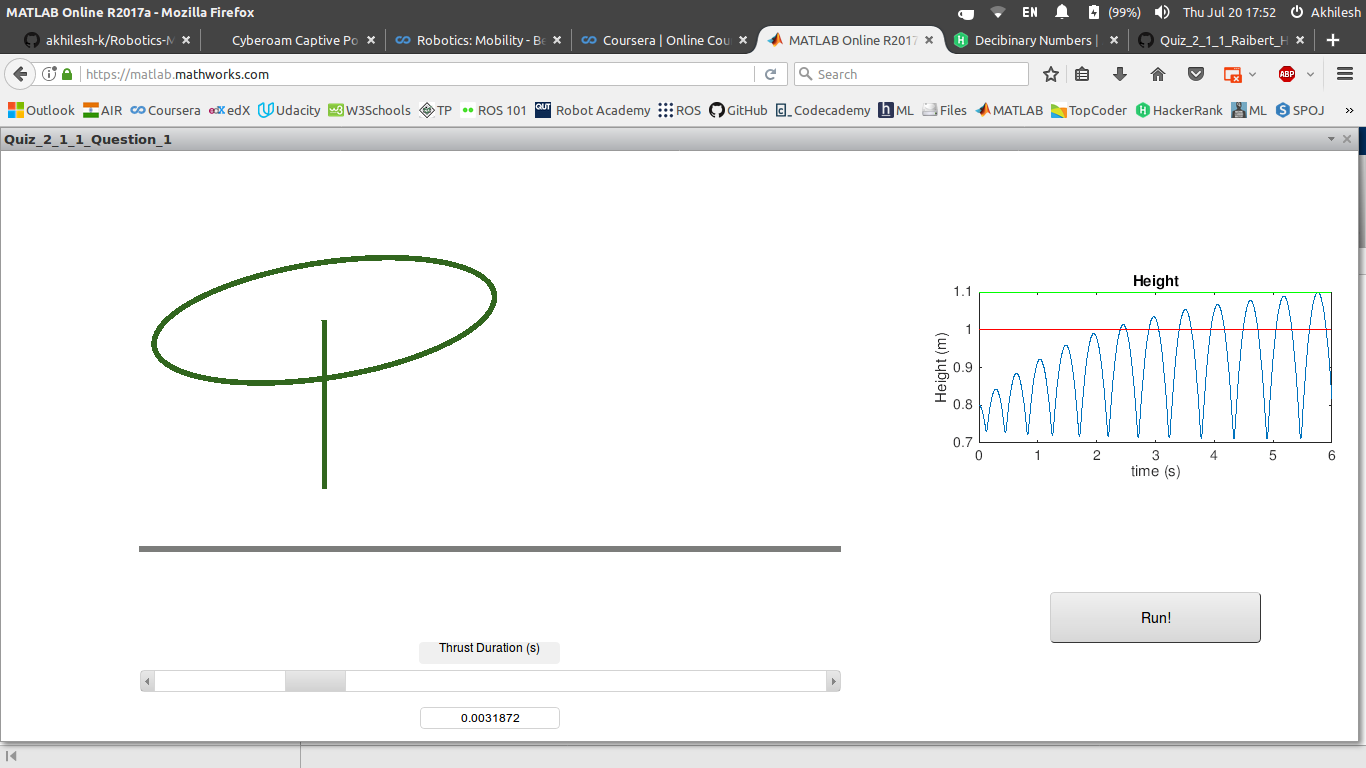 MATLAB Online R2017a - Mozilla Firefox
EN
(99%)
Thu Jul 20 17:52
Akhilesh
akhilesh-k/Robotics-M
Cyberoam Captive Po
Robotics: Mobility - Be
Coursera | Online Cou
MATLAB Online R2017
Decibinary Numbers |
Quiz_2_1_1_Raibert_H
https://matlab.mathworks.com
Search
ABP
Outlook
AIR
Coursera
edX edX
Udacity
W3Schools
TP
ROS 101
QUT Robot Academy
ROS
GitHub
Codecademy
h ML
Files
MATLAB
TopCoder
HackerRank
ML
SPOJ
Quiz_2_1_1_Question_1
Height
1.1
1
0.9
0.8
0.7
Height (m)
0 1 2 3 4 5 6
time (s)
Run!
Thrust Duration (s)
0.0031872